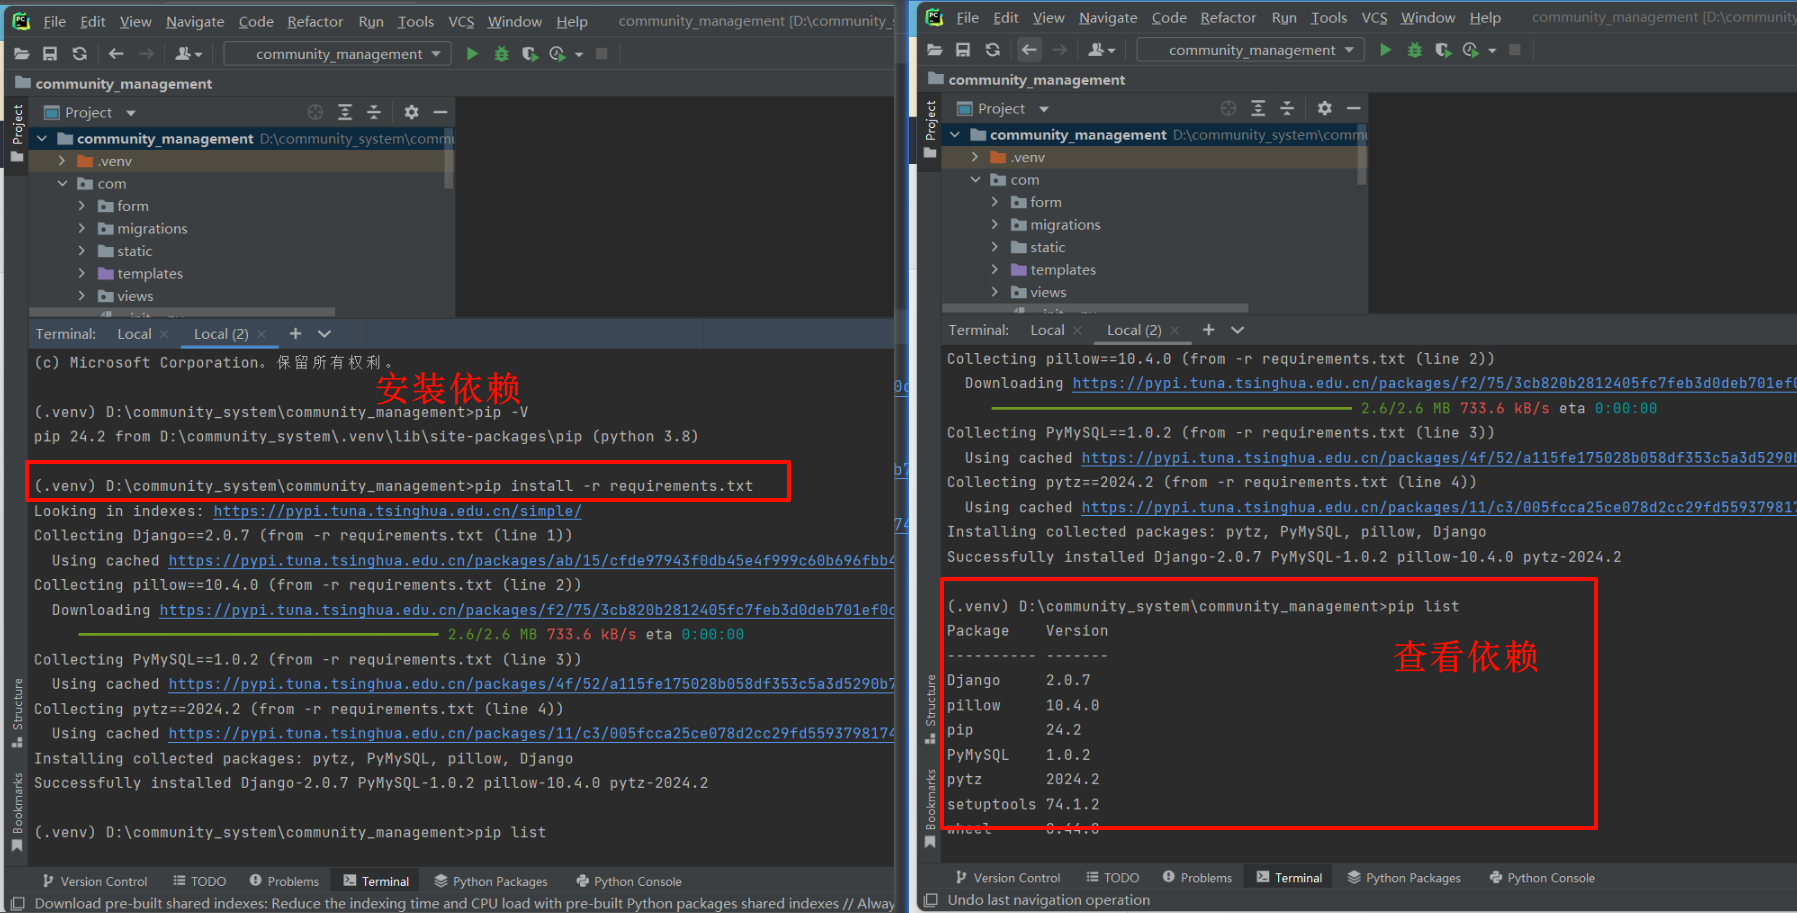 File Edit View Navigate Code Refactor Run Tools VCS Window Help community_management [D:\community_s
community_management
community_management
Project
Project
community_management D:\community_system\commu
.venv
com
form
migrations
static
templates
views
Terminal: Local × Local (2) × +
(c) Microsoft Corporation。保留所有权利。
安装依赖
(.venv) D:\community_system\community_management>pip -V
pip 24.2 from D:\community_system\.venv\lib\site-packages\pip (python 3.8)
(.venv) D:\community_system\community_management>pip install -r requirements.txt
Looking in indexes: https://pypi.tuna.tsinghua.edu.cn/simple/
Collecting Django==2.0.7 (from -r requirements.txt (line 1))
Using cached https://pypi.tuna.tsinghua.edu.cn/packages/ab/15/cfde97943f0db45e4f999c60b696fbb4
Collecting pillow==10.4.0 (from -r requirements.txt (line 2))
Downloading https://pypi.tuna.tsinghua.edu.cn/packages/f2/75/3cb820b2812405fc7feb3d0deb701ef0c
2.6/2.6 MB 733.6 kB/s eta 0:00:00
Collecting PyMySQL==1.0.2 (from -r requirements.txt (line 3))
Using cached https://pypi.tuna.tsinghua.edu.cn/packages/4f/52/a115fe175028b058df353c5a3d5290b7
Collecting pytz==2024.2 (from -r requirements.txt (line 4))
Using cached https://pypi.tuna.tsinghua.edu.cn/packages/11/c3/005fcca25ce078d2cc29fd5593798174
Installing collected packages: pytz, PyMySQL, pillow, Django
Successfully installed Django-2.0.7 PyMySQL-1.0.2 pillow-10.4.0 pytz-2024.2
(.venv) D:\community_system\community_management>pip list
Structure
Bookmarks
Version Control TODO Problems Terminal Python Packages Python Console
Download pre-built shared indexes: Reduce the indexing time and CPU load with pre-built Python packages shared indexes // Alway
File Edit View Navigate Code Refactor Run Tools VCS Window Help community_management [D:\community
community_management
community_management
Project
Project
community_management D:\community_system\commu
.venv
com
form
migrations
static
templates
views
Terminal: Local × Local (2) × +
Collecting pillow==10.4.0 (from -r requirements.txt (line 2))
Downloading https://pypi.tuna.tsinghua.edu.cn/packages/f2/75/3cb820b2812405fc7feb3d0deb701ef0
2.6/2.6 MB 733.6 kB/s eta 0:00:00
Collecting PyMySQL==1.0.2 (from -r requirements.txt (line 3))
Using cached https://pypi.tuna.tsinghua.edu.cn/packages/4f/52/a115fe175028b058df353c5a3d5290b
Collecting pytz==2024.2 (from -r requirements.txt (line 4))
Using cached https://pypi.tuna.tsinghua.edu.cn/packages/11/c3/005fcca25ce078d2cc29fd559379817
Installing collected packages: pytz, PyMySQL, pillow, Django
Successfully installed Django-2.0.7 PyMySQL-1.0.2 pillow-10.4.0 pytz-2024.2
(.venv) D:\community_system\community_management>pip list
Package Version
---------- -------
查看依赖
Django 2.0.7
pillow 10.4.0
pip 24.2
PyMySQL 1.0.2
pytz 2024.2
setuptools 74.1.2
wheel 0.44.0
Structure
Bookmarks
Version Control TODO Problems Terminal Python Packages Python Console
Undo last navigation operation